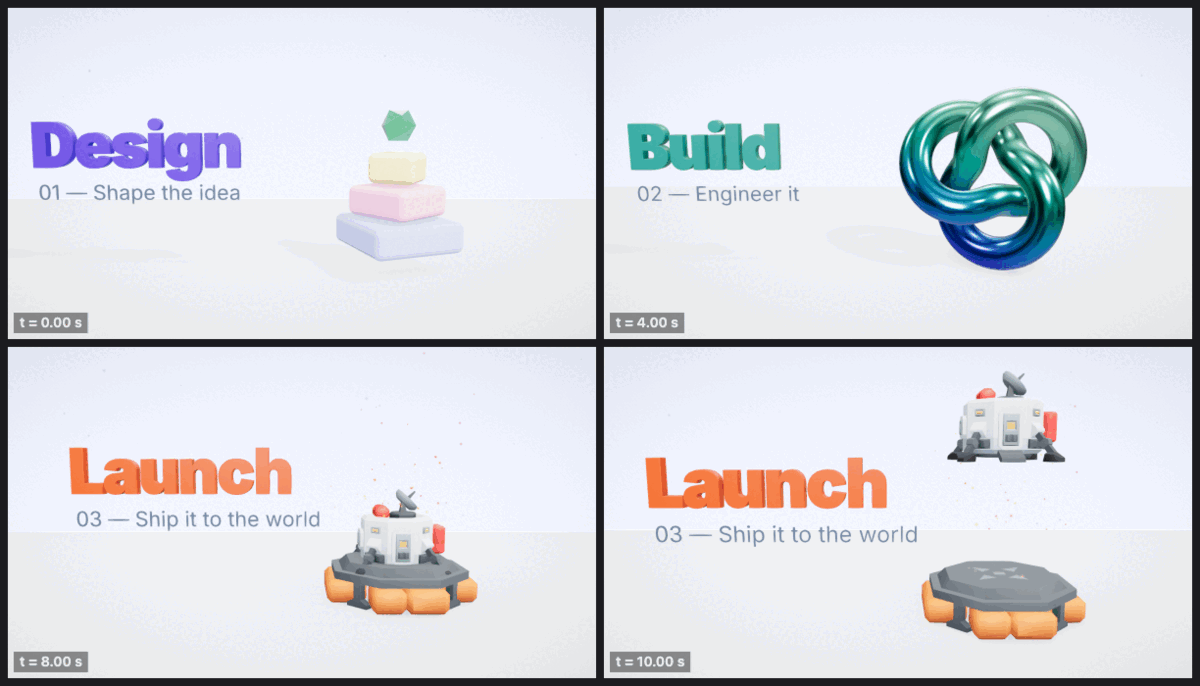 Design
01 — Shape the idea
t = 0.00 s
Build
02 — Engineer it
t = 4.00 s
Launch
03 — Ship it to the world
t = 8.00 s
Launch
03 — Ship it to the world
t = 10.00 s